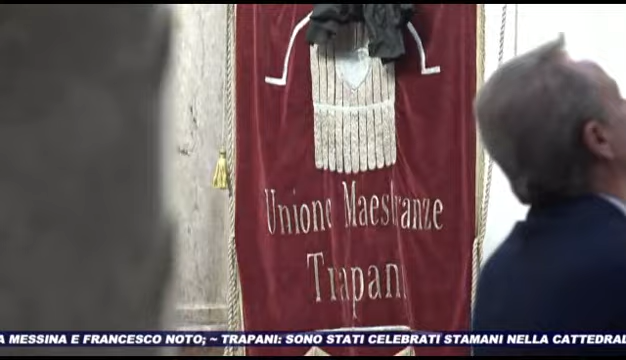 Unione Maestranze
Trapani
A MESSINA E FRANCESCO NOTO; ~ TRAPANI: SONO STATI CELEBRATI STAMANI NELLA CATTEDRAL